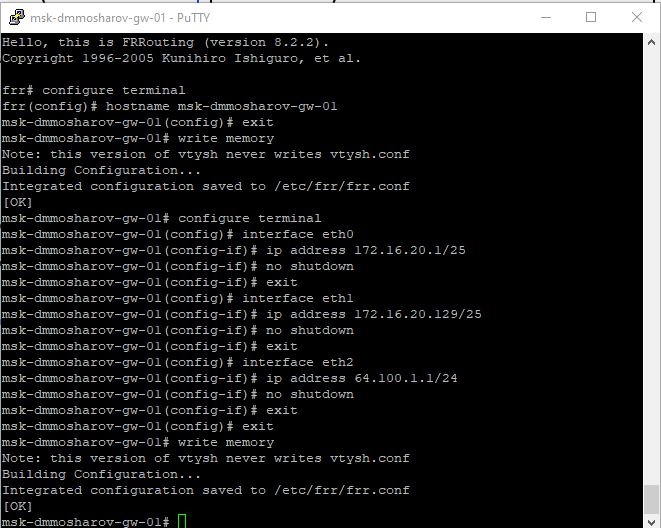 msk-dmmosharov-gw-01 - PuTTY
Hello, this is FRRouting (version 8.2.2).
Copyright 1996-2005 Kunihiro Ishiguro, et al.
frr# configure terminal
frr(config)# hostname msk-dmmosharov-gw-01
msk-dmmosharov-gw-01(config)# exit
msk-dmmosharov-gw-01# write memory
Note: this version of vtysh never writes vtysh.conf
Building Configuration...
Integrated configuration saved to /etc/frr/frr.conf
[OK]
msk-dmmosharov-gw-01# configure terminal
msk-dmmosharov-gw-01(config)# interface eth0
msk-dmmosharov-gw-01(config-if)# ip address 172.16.20.1/25
msk-dmmosharov-gw-01(config-if)# no shutdown
msk-dmmosharov-gw-01(config-if)# exit
msk-dmmosharov-gw-01(config)# interface eth1
msk-dmmosharov-gw-01(config-if)# ip address 172.16.20.129/25
msk-dmmosharov-gw-01(config-if)# no shutdown
msk-dmmosharov-gw-01(config-if)# exit
msk-dmmosharov-gw-01(config)# interface eth2
msk-dmmosharov-gw-01(config-if)# ip address 64.100.1.1/24
msk-dmmosharov-gw-01(config-if)# no shutdown
msk-dmmosharov-gw-01(config-if)# exit
msk-dmmosharov-gw-01(config)# exit
msk-dmmosharov-gw-01# write memory
Note: this version of vtysh never writes vtysh.conf
Building Configuration...
Integrated configuration saved to /etc/frr/frr.conf
[OK]
msk-dmmosharov-gw-01#